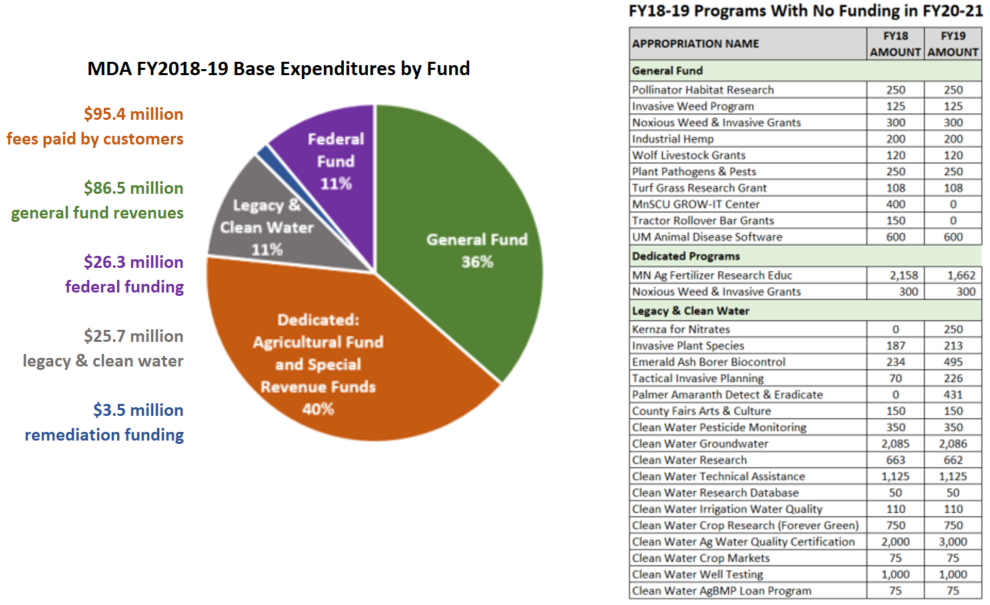 MDA FY2018-19 Base Expenditures by Fund
$95.4 million
fees paid by customers
$86.5 million
general fund revenues
$26.3 million
federal funding
$25.7 million
legacy & clean water
$3.5 million
remediation funding
Federal
Fund
11%
Legacy &
Clean Water
11%
General Fund
36%
Dedicated:
Agricultural Fund
and Special
Revenue Funds
40%
FY18-19 Programs With No Funding in FY20-21
APPROPRIATION NAME FY18 AMOUNT FY19 AMOUNT
General Fund
Pollinator Habitat Research 250 250
Invasive Weed Program 125 125
Noxious Weed & Invasive Grants 300 300
Industrial Hemp 200 200
Wolf Livestock Grants 120 120
Plant Pathogens & Pests 250 250
Turf Grass Research Grant 108 108
MnSCU GROW-IT Center 400 0
Tractor Rollover Bar Grants 150 0
UM Animal Disease Software 600 600
Dedicated Programs
MN Ag Fertilizer Research Educ 2,158 1,662
Noxious Weed & Invasive Grants 300 300
Legacy & Clean Water
Kernza for Nitrates 0 250
Invasive Plant Species 187 213
Emerald Ash Borer Biocontrol 234 495
Tactical Invasive Planning 70 226
Palmer Amaranth Detect & Eradicate 0 431
County Fairs Arts & Culture 150 150
Clean Water Pesticide Monitoring 350 350
Clean Water Groundwater 2,085 2,086
Clean Water Research 663 662
Clean Water Technical Assistance 1,125 1,125
Clean Water Research Database 50 50
Clean Water Irrigation Water Quality 110 110
Clean Water Crop Research (Forever Green) 750 750
Clean Water Ag Water Quality Certification 2,000 3,000
Clean Water Crop Markets 75 75
Clean Water Well Testing 1,000 1,000
Clean Water AgBMP Loan Program 75 75